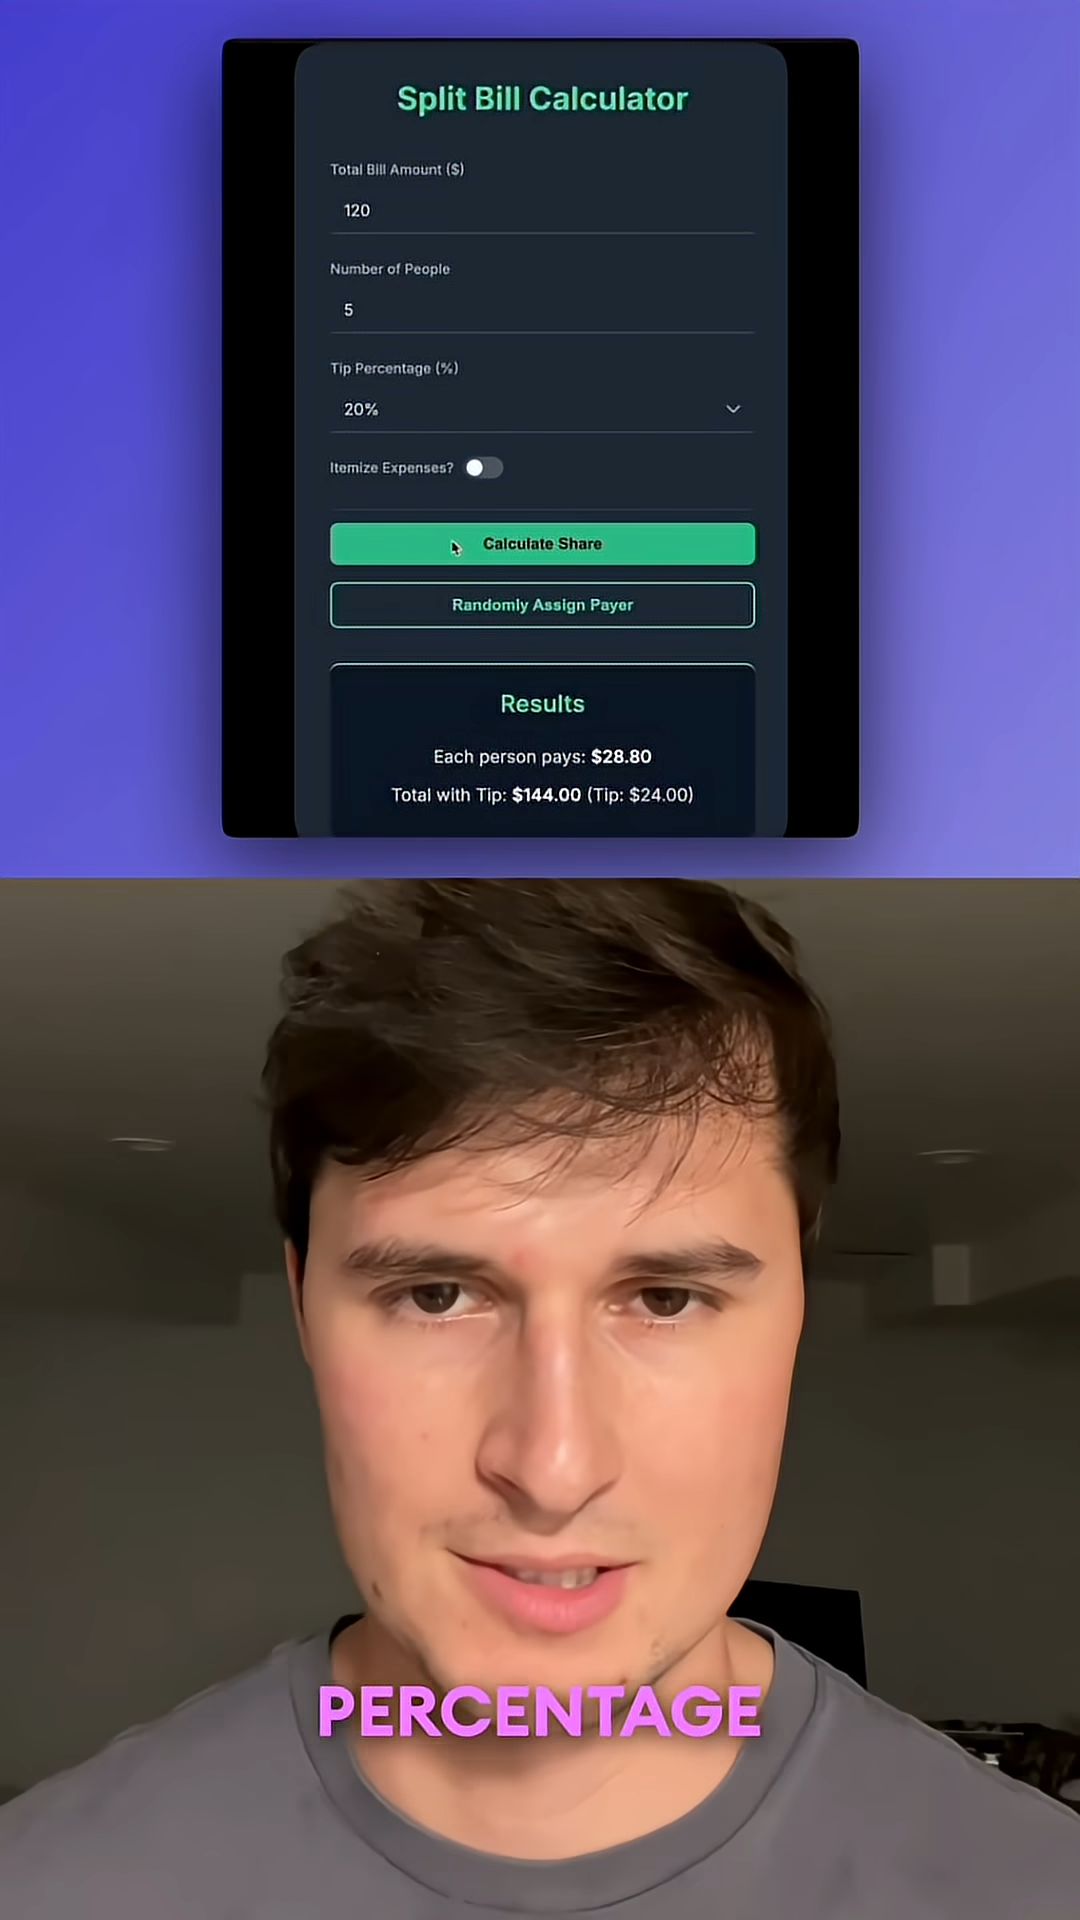 Split Bill Calculator
Total Bill Amount ($)
120
Number of People
5
Tip Percentage (%)
20%
Itemize Expenses?
Calculate Share
Randomly Assign Payer
Results
Each person pays: $28.80
Total with Tip: $144.00 (Tip: $24.00)
PERCENTAGE